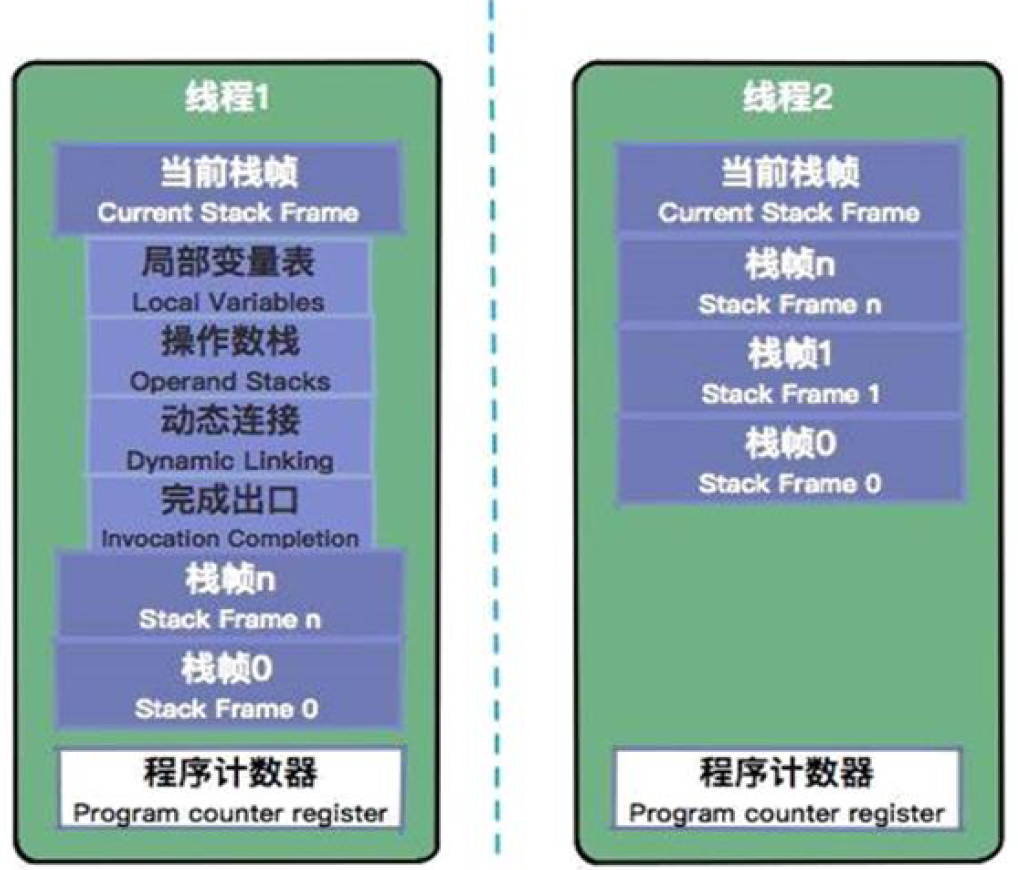 线程1
当前栈帧
Current Stack Frame
局部变量表
Local Variables
操作数栈
Operand Stacks
动态连接
Dynamic Linking
完成出口
Invocation Completion
栈帧n
Stack Frame n
栈帧0
Stack Frame 0
程序计数器
Program counter register
线程2
当前栈帧
Current Stack Frame
栈帧n
Stack Frame n
栈帧1
Stack Frame 1
栈帧0
Stack Frame 0
程序计数器
Program counter register